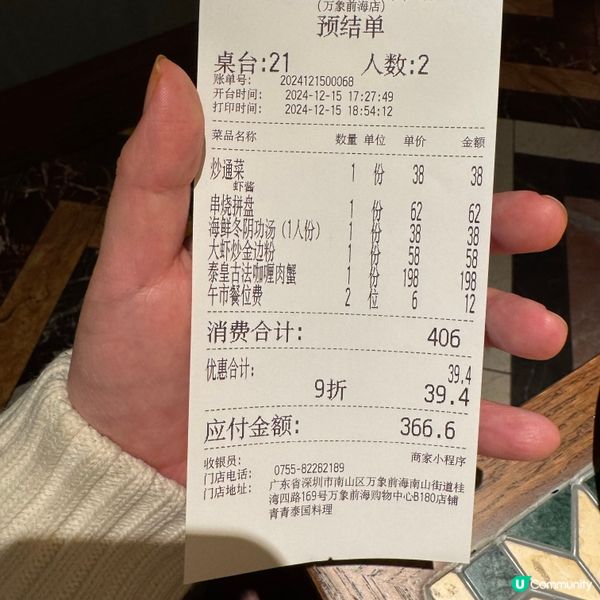 (万象前海店)
预结单
桌台:21 人数:2
账单号: 2024121500068
开台时间: 2024-12-15 17:27:49
打印时间: 2024-12-15 18:54:12
菜品名称 数量 单位 单价 金额
炒通菜 1 份 38 38
虾酱
串烧拼盘 1 份 62 62
海鲜冬阴功汤(1人份) 1 份 38 38
大虾炒金边粉 1 份 58 58
泰皇古法咖喱肉蟹 1 份 198 198
午市餐位费 2 位 6 12
消费合计: 406
优惠合计: 39.4
9折 39.4
应付金额: 366.6
收银员: 商家小程序
门店电话: 0755-82262189
门店地址: 广东省深圳市南山区万象前海南山街道桂
湾四路169号万象前海购物中心B180店铺
青青泰国料理
U Community